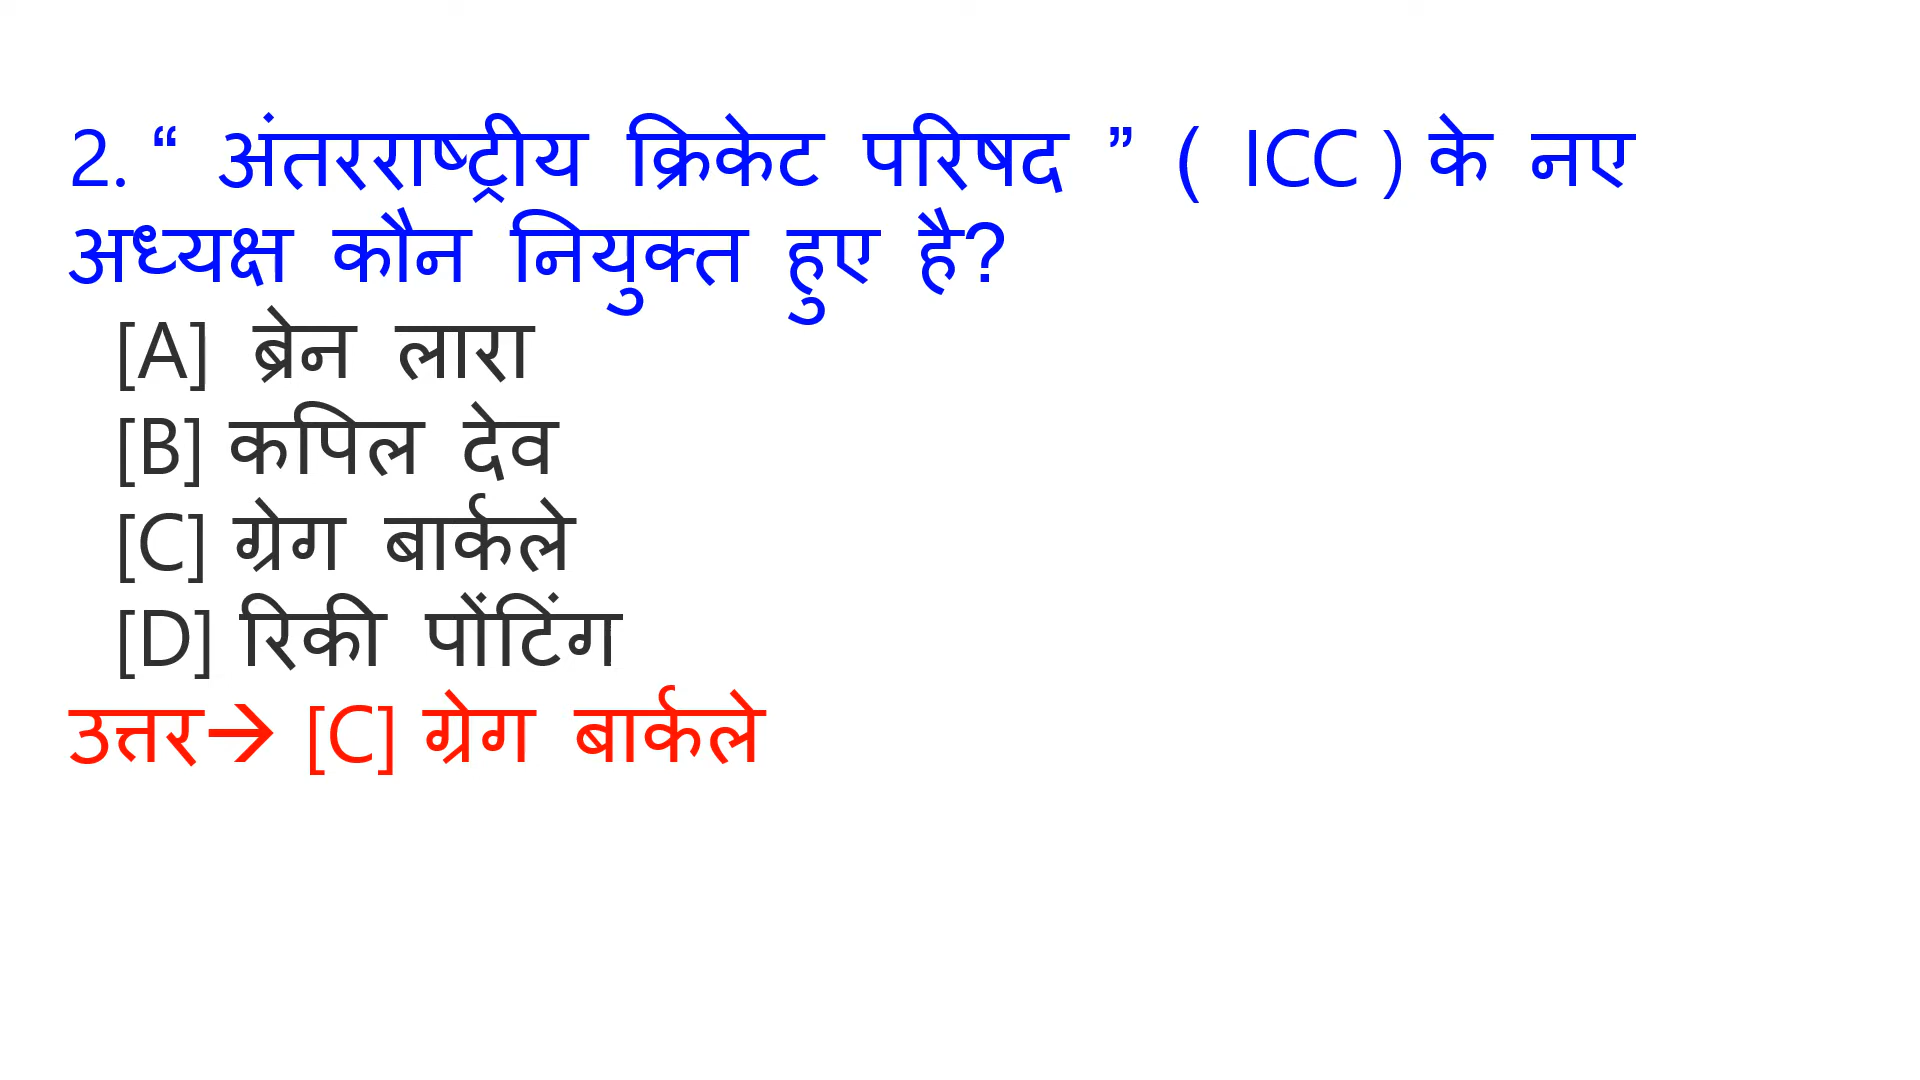 2. “ अंतरराष्ट्रीय क्रिकेट परिषद ” ( ICC ) के नए
अध्यक्ष कौन नियुक्त हुए है?
[A] ब्रेन लारा
[B] कपिल देव
[C] ग्रेग बार्कले
[D] रिकी पोंटिंग
उत्तर→ [C] ग्रेग बार्कले